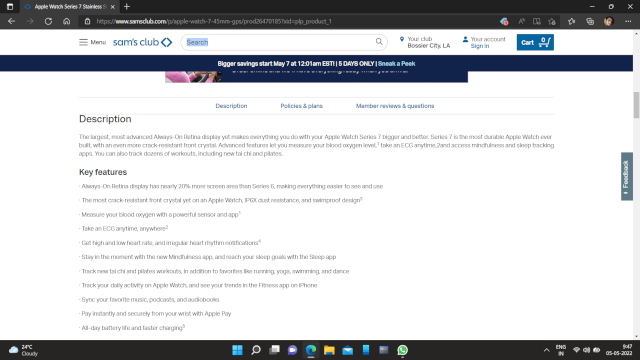 Apple Watch Series 7 Stainless S
https://www.samsclub.com/p/apple-watch-7-45mm-gps/prod26470185?xid=plp_product_1
Menu
sam's club
Search
Your club
Bossier City, LA
Your account
Sign in
Cart 0
Bigger savings start May 7 at 12:01am EST! | 5 DAYS ONLY | Sneak a Peek
Description
Policies & plans
Member reviews & questions
Description
The largest, most advanced Always-On Retina display yet makes everything you do with your Apple Watch Series 7 bigger and better. Series 7 is the most durable Apple Watch ever
built, with an even more crack-resistant front crystal. Advanced features let you measure your blood oxygen level,¹ take an ECG anytime,2and access mindfulness and sleep tracking
apps. You can also track dozens of workouts, including new tai chi and pilates.
Key features
· Always-On Retina display has nearly 20% more screen area than Series 6, making everything easier to see and use
· The most crack-resistant front crystal yet on an Apple Watch, IP6X dust resistance, and swimproof design³
· Measure your blood oxygen with a powerful sensor and app¹
· Take an ECG anytime, anywhere²
· Get high and low heart rate, and irregular heart rhythm notifications⁴
· Stay in the moment with the new Mindfulness app, and reach your sleep goals with the Sleep app
· Track new tai chi and pilates workouts, in addition to favorites like running, yoga, swimming, and dance
· Track your daily activity on Apple Watch, and see your trends in the Fitness app on iPhone
· Sync your favorite music, podcasts, and audiobooks
· Pay instantly and securely from your wrist with Apple Pay
· All-day battery life and faster charging⁵
Feedback
24°C
Cloudy
ENG
IN
9:47
05-05-2022